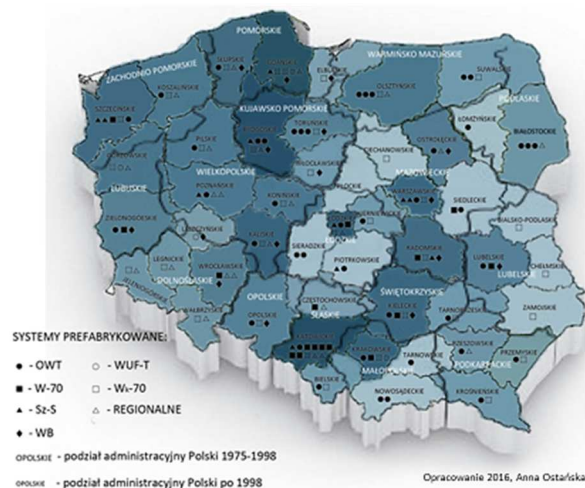 POMORSKIE
SŁUPSKIE
GDAŃSKIE
ELBLĄSKIE
WARMIŃSKO MAZURSKIE
SUWALSKIE
ZACHODNIO POMORSKIE
KOSZALIŃSKIE
OLSZTYŃSKIE
PODLASKIE
SZCZECIŃSKIE
KUJAWSKO POMORSKIE
TORUŃSKIE
ŁOMŻYŃSKIE
BIAŁOSTOCKIE
PILSKIE
BYDGOSKIE
OSTROŁĘCKIE
GORZOWSKIE
WŁOCŁAWSKIE
CIECHANOWSKIE
WIELKOPOLSKIE
MAZOWIECKIE
LUBUSKIE
POZNAŃSKIE
KONIŃSKIE
PŁOCKIE
WARSZAWSKIE
SIEDLECKIE
BIALSKO-PODLASKIE
ZIELONOGÓRSKIE
LESZCZYŃSKIE
KALISKIE
ŁÓDZKIE
SIERADZKIE
PIOTRKOWSKIE
RADOMSKIE
LUBELSKIE
CHEŁMSKIE
LUBELSKIE
LEGNICKIE
WROCŁAWSKIE
DOLNOŚLĄSKIE
JELENIOGÓRSKIE
WAŁBRZYSKIE
OPOLSKIE
OPOLSKIE
CZĘSTOCHOWSKIE
ŚLĄSKIE
ŚWIĘTOKRZYSKIE
KIELECKIE
TARNOBRZESKIE
ZAMOJSKIE
KATOWICKIE
KRAKOWSKIE
MAŁOPOLSKIE
TARNOWSKIE
RZESZOWSKIE
PRZEMYSKIE
PODKARPACKIE
BIELSKIE
NOWOSĄDECKIE
KROŚNIEŃSKIE
SYSTEMY PREFABRYKOWANE:
● - OWT ○ - WUF-T
■ - W-70 □ - Wₖ-70
▲ - Sz-S △ - REGIONALNE
♦ - WB
OPOLSKIE - podział administracyjny Polski 1975-1998
OPOLSKIE - podział administracyjny Polski po 1998
Opracowanie 2016, Anna Ostańska